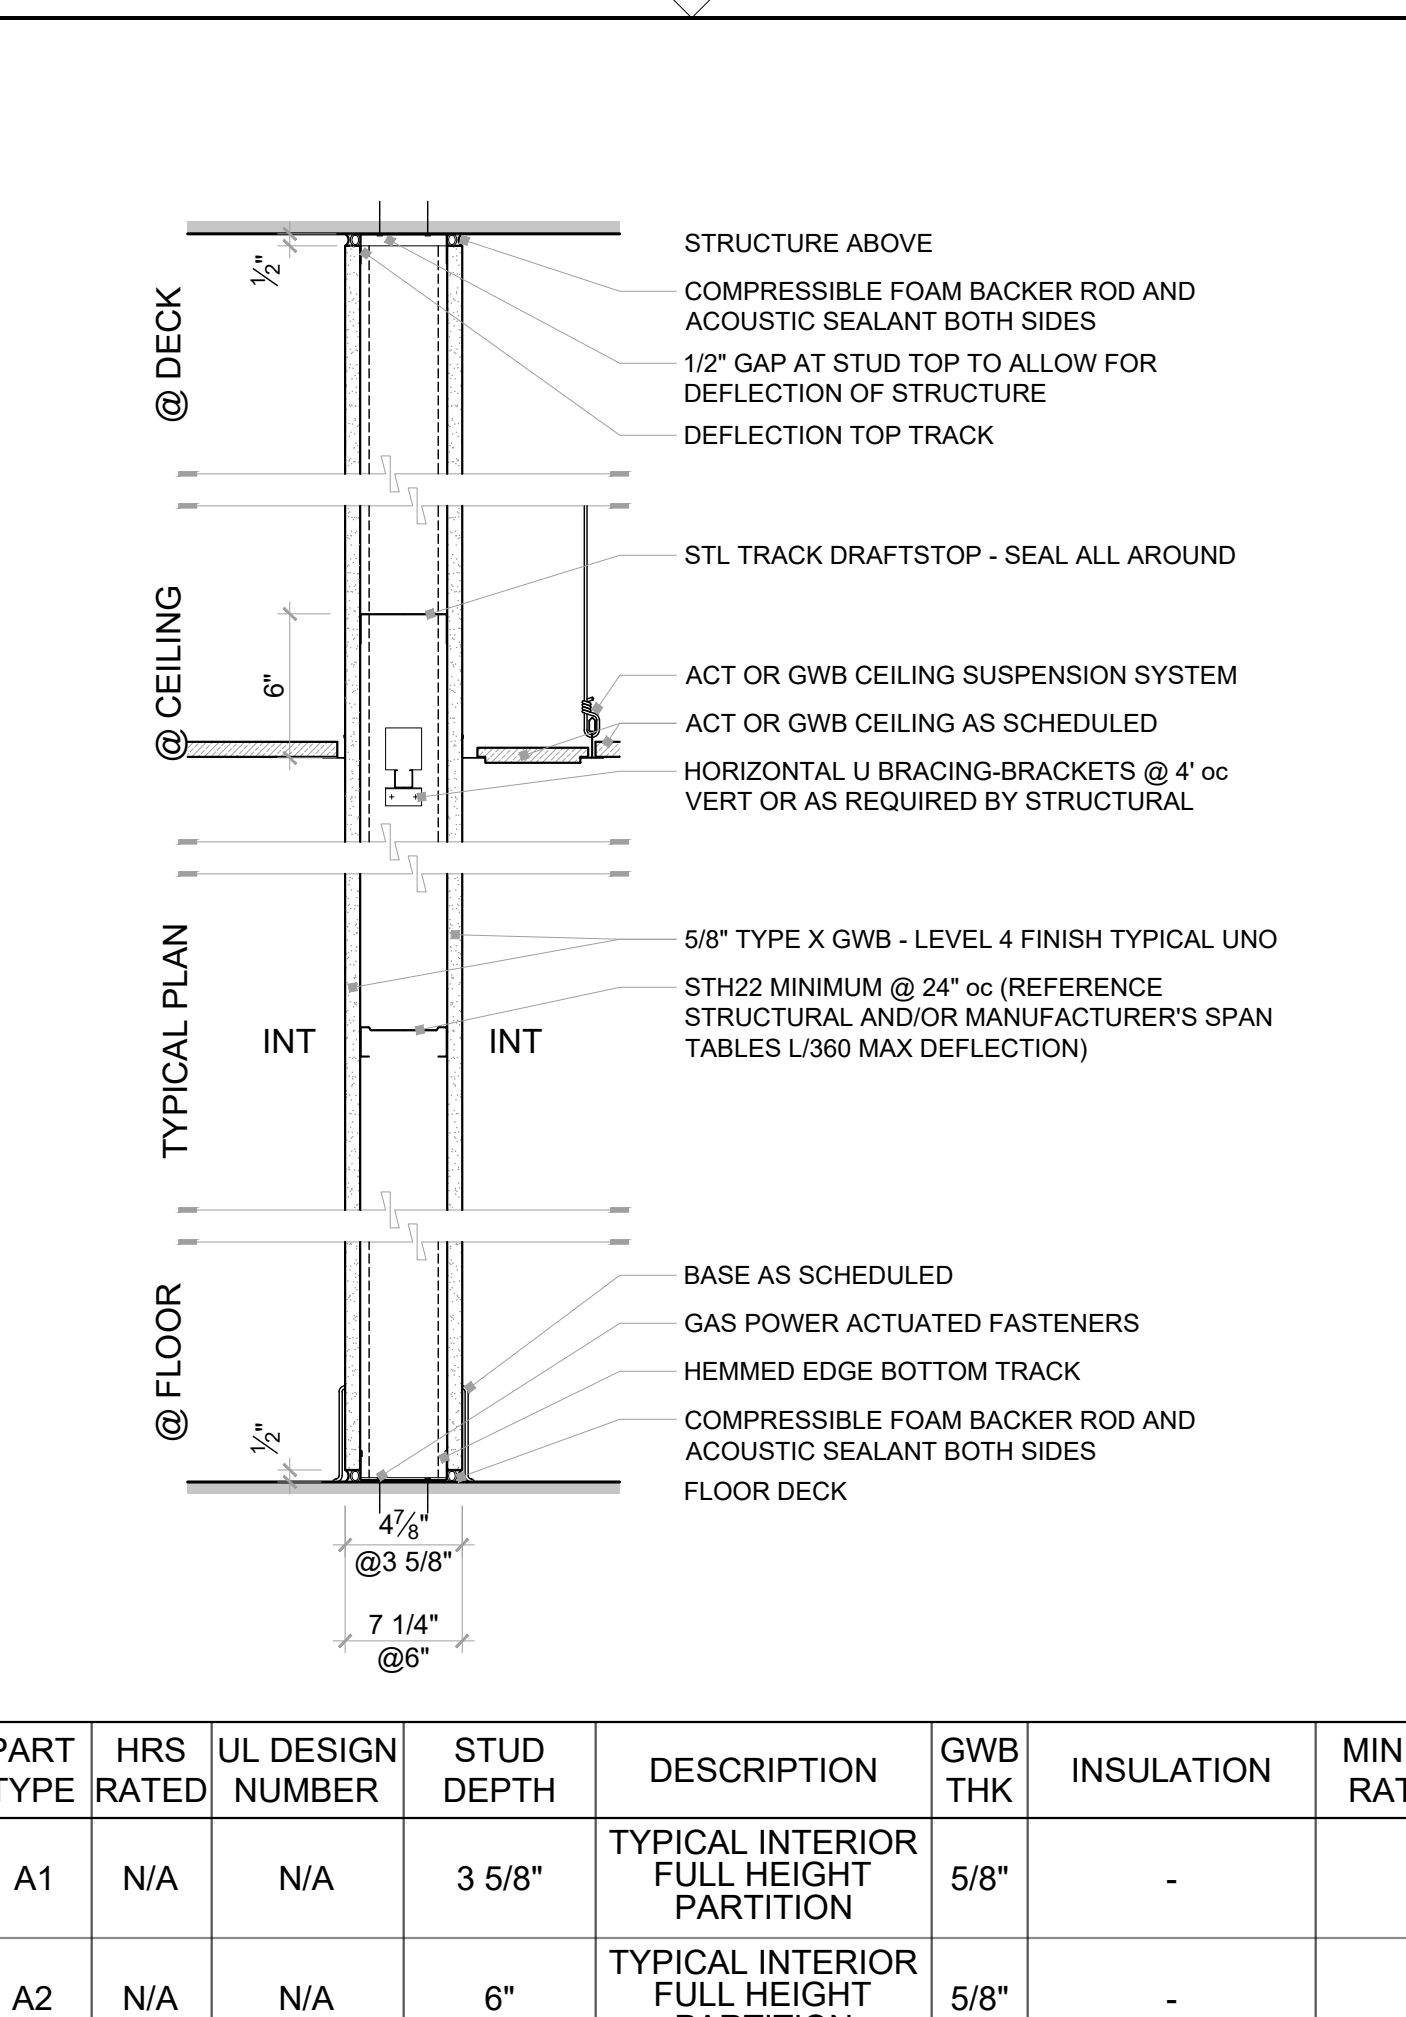 STRUCTURE ABOVE
COMPRESSIBLE FOAM BACKER ROD AND
ACOUSTIC SEALANT BOTH SIDES
1/2" GAP AT STUD TOP TO ALLOW FOR
DEFLECTION OF STRUCTURE
DEFLECTION TOP TRACK
½"
@ DECK
STL TRACK DRAFTSTOP - SEAL ALL AROUND
@ CEILING
6"
ACT OR GWB CEILING SUSPENSION SYSTEM
ACT OR GWB CEILING AS SCHEDULED
HORIZONTAL U BRACING-BRACKETS @ 4' oc
VERT OR AS REQUIRED BY STRUCTURAL
TYPICAL PLAN
INT
INT
5/8" TYPE X GWB - LEVEL 4 FINISH TYPICAL UNO
STH22 MINIMUM @ 24" oc (REFERENCE
STRUCTURAL AND/OR MANUFACTURER'S SPAN
TABLES L/360 MAX DEFLECTION)
@ FLOOR
½"
BASE AS SCHEDULED
GAS POWER ACTUATED FASTENERS
HEMMED EDGE BOTTOM TRACK
COMPRESSIBLE FOAM BACKER ROD AND
ACOUSTIC SEALANT BOTH SIDES
FLOOR DECK
4⅞"
@3 5/8"
7 1/4"
@6"
PART TYPE
HRS RATED
UL DESIGN NUMBER
STUD DEPTH
DESCRIPTION
GWB THK
INSULATION
MIN
RAT
A1
N/A
N/A
3 5/8"
TYPICAL INTERIOR
FULL HEIGHT
PARTITION
5/8"
-
A2
N/A
N/A
6"
TYPICAL INTERIOR
FULL HEIGHT
PARTITION
5/8"
-